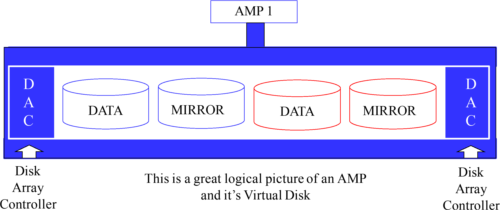 AMP 1
D
A
C
DATA
MIRROR
DATA
MIRROR
D
A
C
Disk
Array
Controller
This is a great logical picture of an AMP
and it's Virtual Disk
Disk
Array
Controller